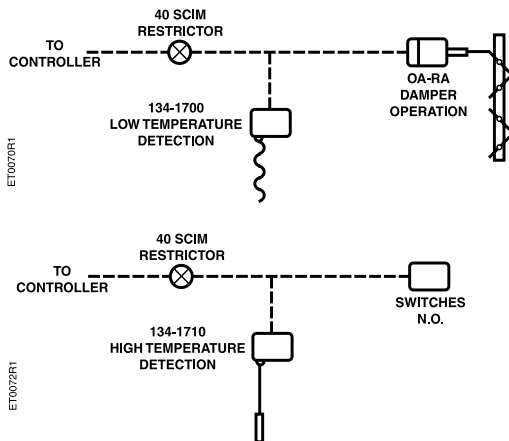 40 SCIM
RESTRICTOR
TO
CONTROLLER
134-1700
LOW TEMPERATURE
DETECTION
OA-RA
DAMPER
OPERATION
ET0070R1
40 SCIM
RESTRICTOR
TO
CONTROLLER
134-1710
HIGH TEMPERATURE
DETECTION
SWITCHES
N.O.
ET0072R1